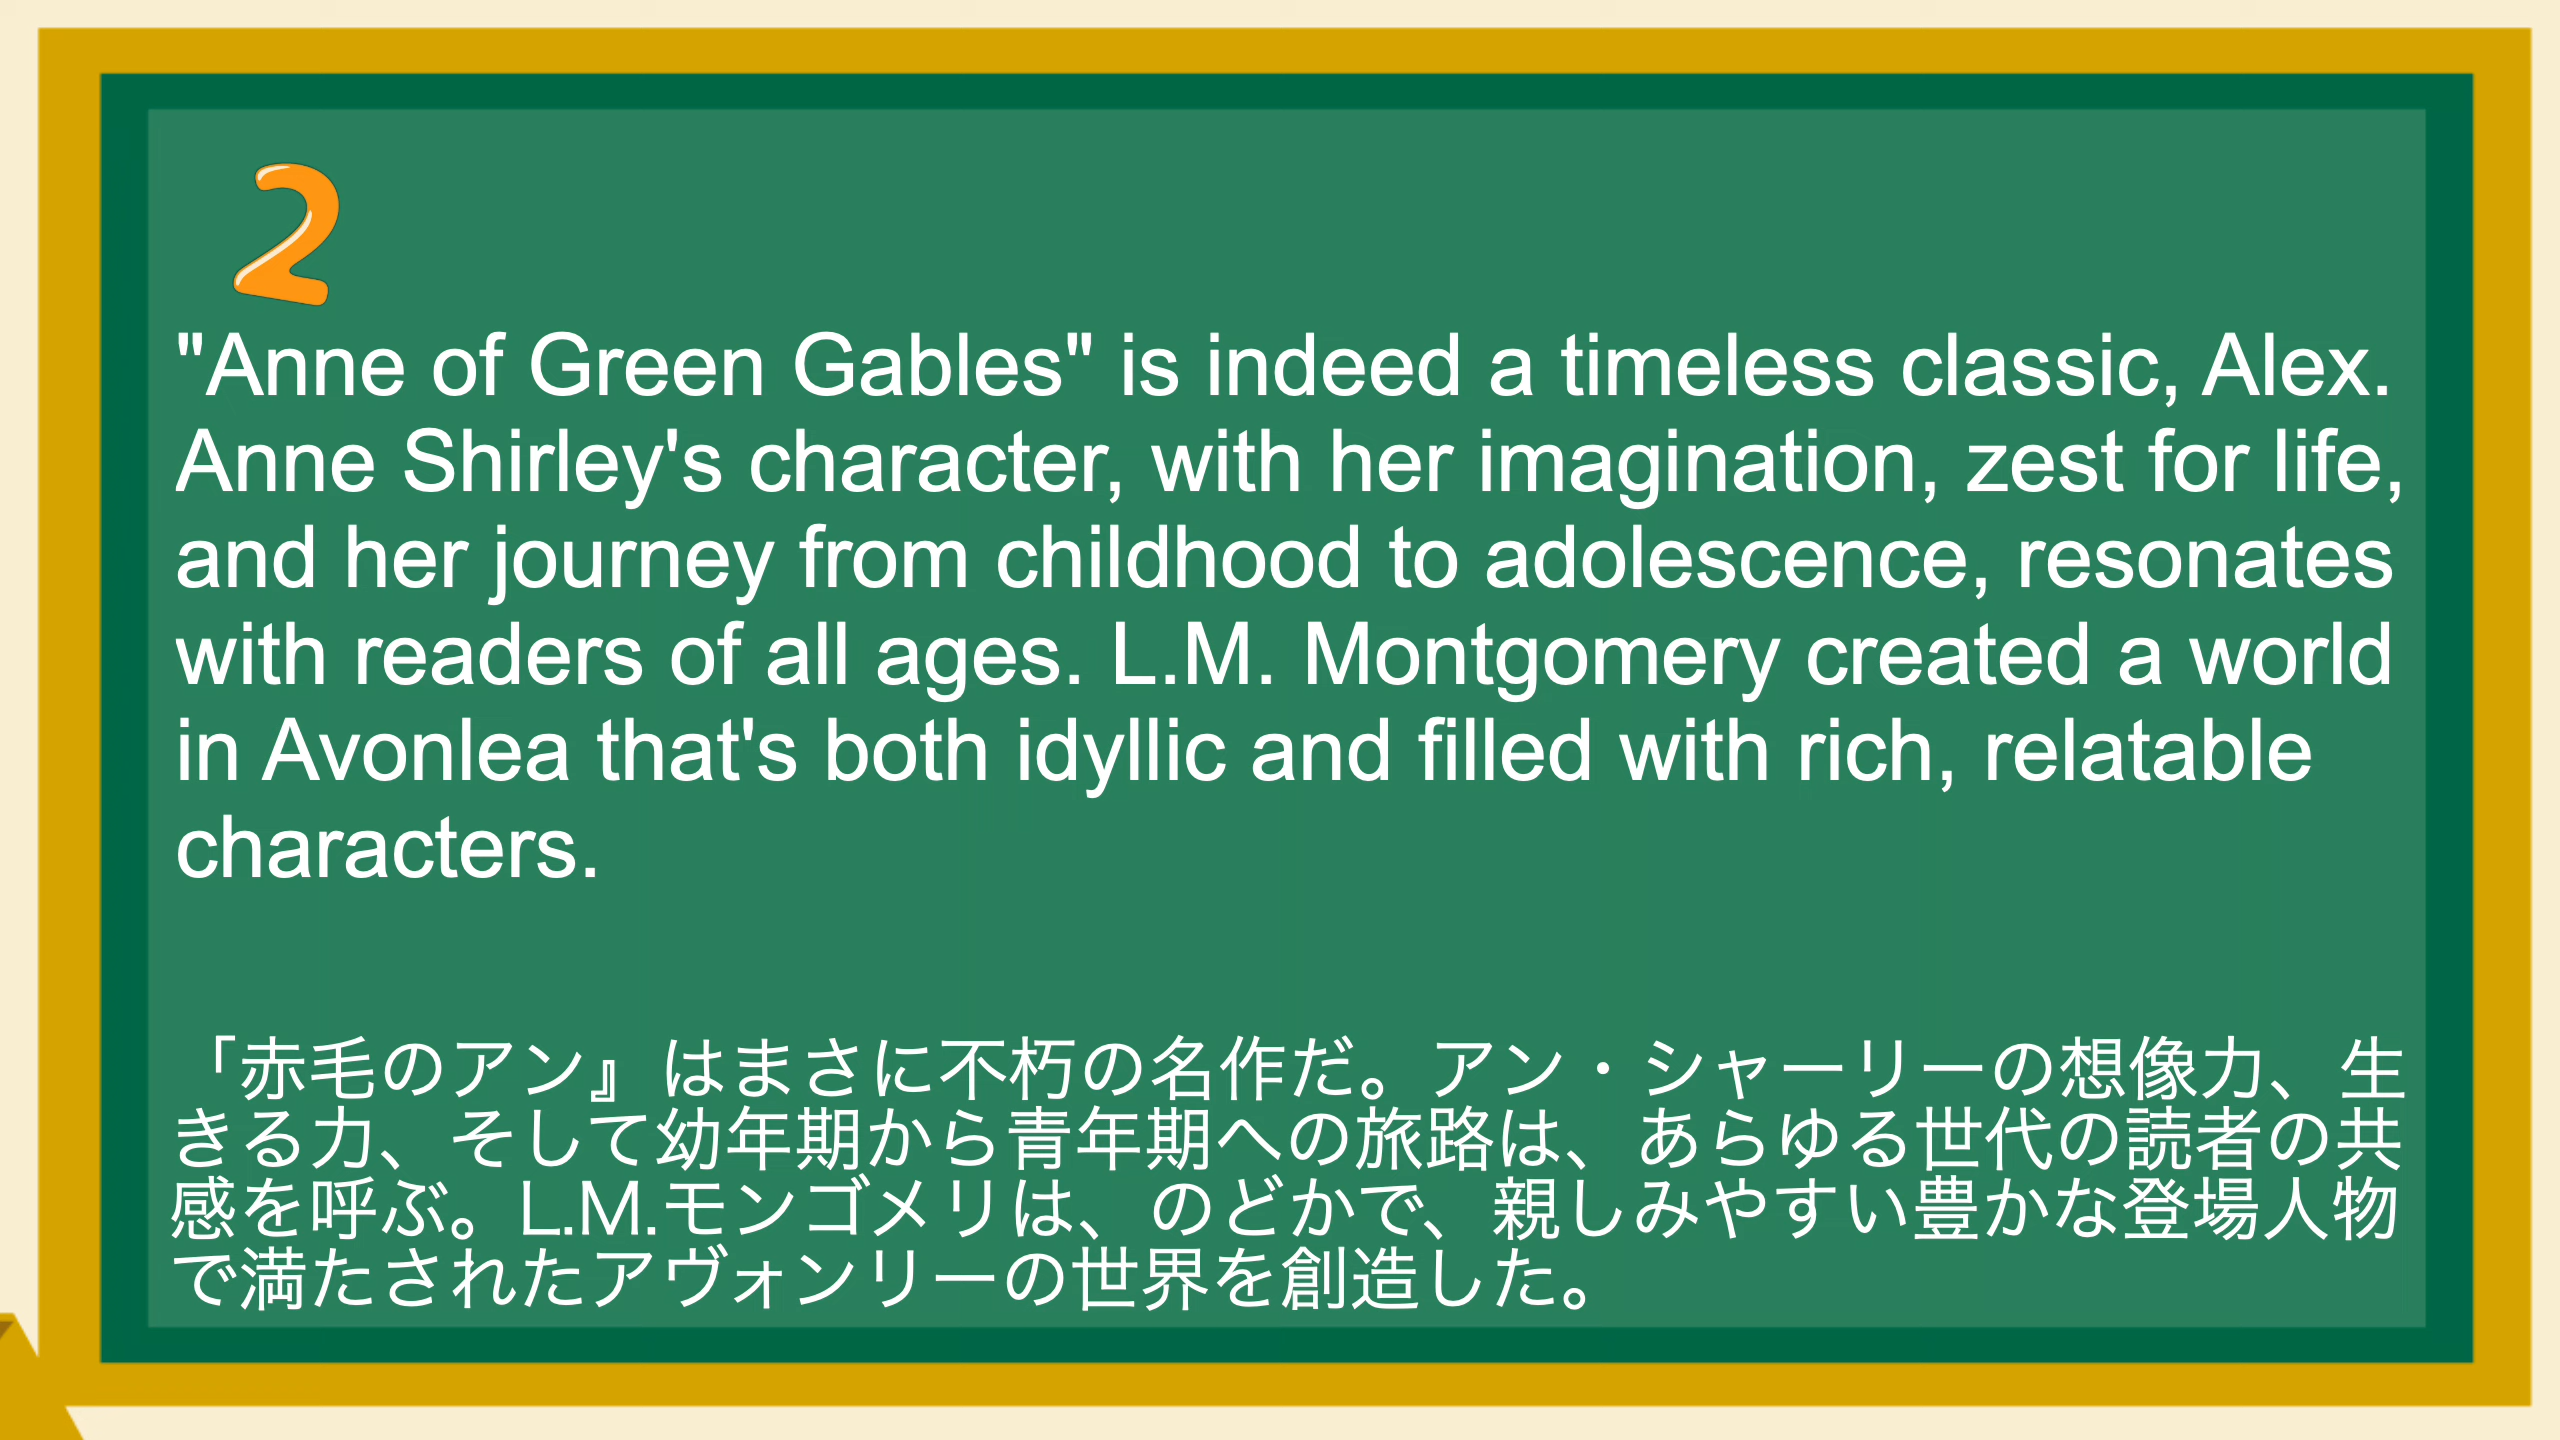 2
"Anne of Green Gables" is indeed a timeless classic, Alex.
Anne Shirley's character, with her imagination, zest for life,
and her journey from childhood to adolescence, resonates
with readers of all ages. L.M. Montgomery created a world
in Avonlea that's both idyllic and filled with rich, relatable
characters.
「赤毛のアン』はまさに不朽の名作だ。アン・シャーリーの想像力、生
きる力、そして幼年期から青年期への旅路は、あらゆる世代の読者の共
感を呼ぶ。L.M.モンゴメリは、のどかで、親しみやすい豊かな登場人物
で満たされたアヴォンリーの世界を創造した。